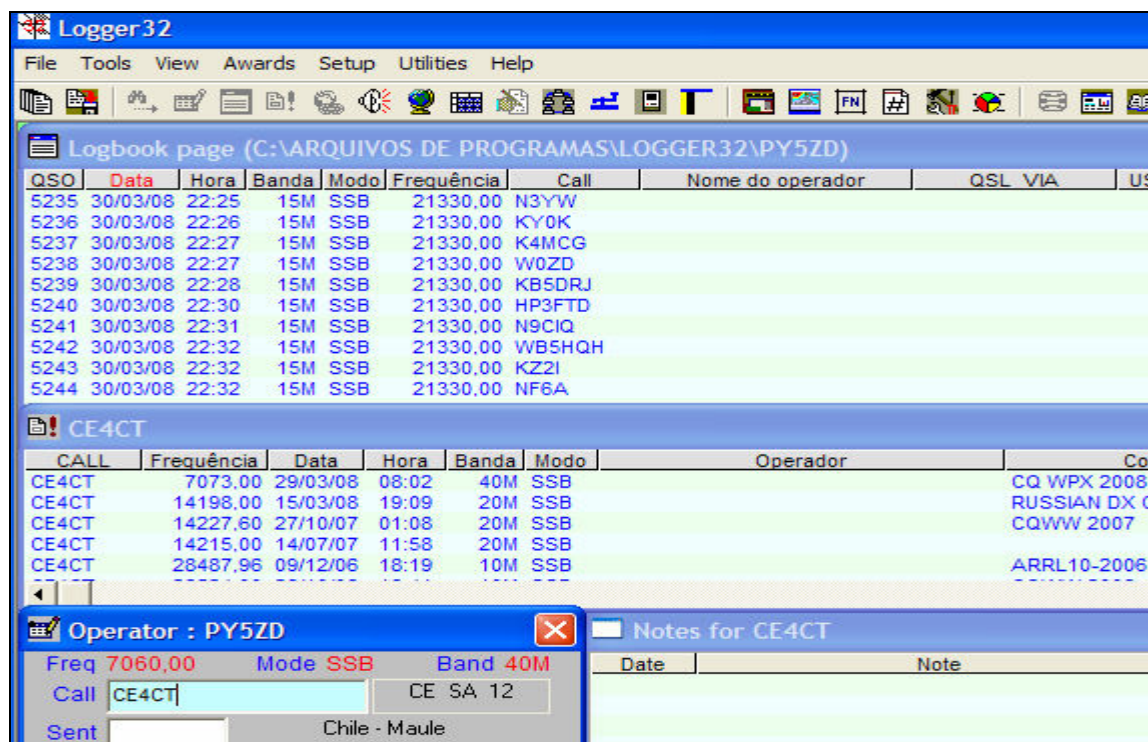 Logger32
File Tools View Awards Setup Utilities Help
Logbook page (C:\ARQUIVOS DE PROGRAMAS\LOGGER32\PY5ZD)
QSO Data Hora Banda Modo Frequência Call Nome do operador QSL VIA US
5235 30/03/08 22:25 15M SSB 21330,00 N3YW
5236 30/03/08 22:26 15M SSB 21330,00 KY0K
5237 30/03/08 22:27 15M SSB 21330,00 K4MCG
5238 30/03/08 22:27 15M SSB 21330,00 W0ZD
5239 30/03/08 22:28 15M SSB 21330,00 KB5DRJ
5240 30/03/08 22:30 15M SSB 21330,00 HP3FTD
5241 30/03/08 22:31 15M SSB 21330,00 N9CIQ
5242 30/03/08 22:32 15M SSB 21330,00 WB5HQH
5243 30/03/08 22:32 15M SSB 21330,00 KZ2I
5244 30/03/08 22:32 15M SSB 21330,00 NF6A
CE4CT
CALL Frequência Data Hora Banda Modo Operador Co
CE4CT 7073,00 29/03/08 08:02 40M SSB CQ WPX 2008
CE4CT 14198,00 15/03/08 19:09 20M SSB RUSSIAN DX
CE4CT 14227,60 27/10/07 01:08 20M SSB CQWW 2007
CE4CT 14215,00 14/07/07 11:58 20M SSB
CE4CT 28487,96 09/12/06 18:19 10M SSB ARRL10-2006
Operator : PY5ZD
Freq 7060,00 Mode SSB Band 40M
Call CE4CT CE SA 12
Sent Chile - Maule
Notes for CE4CT
Date Note